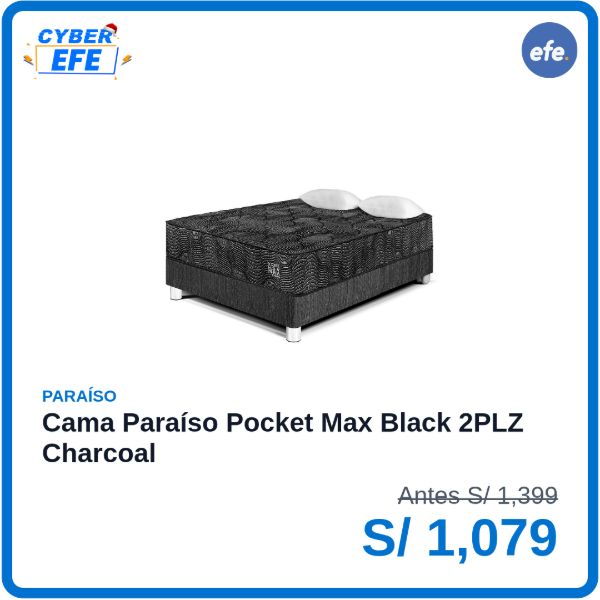 CYBER
EFE
efe.
PARAÍSO
Cama Paraíso Pocket Max Black 2PLZ
Charcoal
Antes S/ 1,399
S/ 1,079